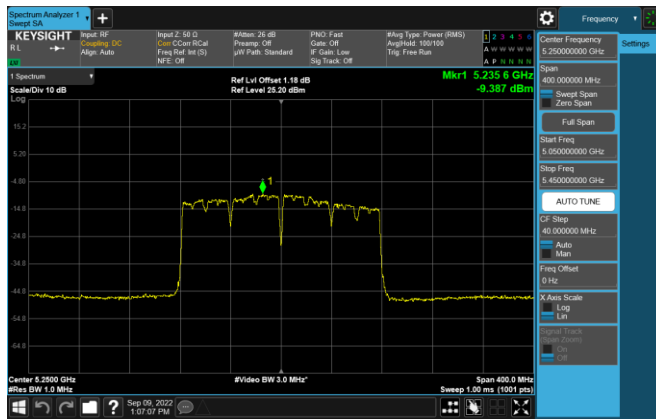 Spectrum Analyzer 1
Swept SA
+
Frequency
KEYSIGHT
RL
Input: RF
Coupling: DC
Align: Auto
Input Z: 50 Ω
Corr CCorr RCal
Freq Ref: Int (S)
NFE: Off
#Atten: 26 dB
Preamp: Off
µW Path: Standard
PNO: Fast
Gate: Off
IF Gain: Low
Sig Track: Off
#Avg Type: Power (RMS)
Avg|Hold: 100/100
Trig: Free Run
1 2 3 4 5 6
A W W W W W
A P N N N N
1 Spectrum
Scale/Div 10 dB
Log
Ref Lvl Offset 1.18 dB
Ref Level 25.20 dBm
Mkr1 5.235 6 GHz
-9.387 dBm
15.2
5.20
-4.80
-14.8
-24.8
-34.8
-44.8
-54.8
-64.8
1
Center 5.2500 GHz
#Res BW 1.0 MHz
#Video BW 3.0 MHz*
Span 400.0 MHz
Sweep 1.00 ms (1001 pts)
Sep 09, 2022
1:07:07 PM
?
Center Frequency
5.250000000 GHz
Settings
Span
400.000000 MHz
Swept Span
Zero Span
Full Span
Start Freq
5.050000000 GHz
Stop Freq
5.450000000 GHz
AUTO TUNE
CF Step
40.000000 MHz
Auto
Man
Freq Offset
0 Hz
X Axis Scale
Log
Lin
Signal Track
(Span Zoom)
On
Off